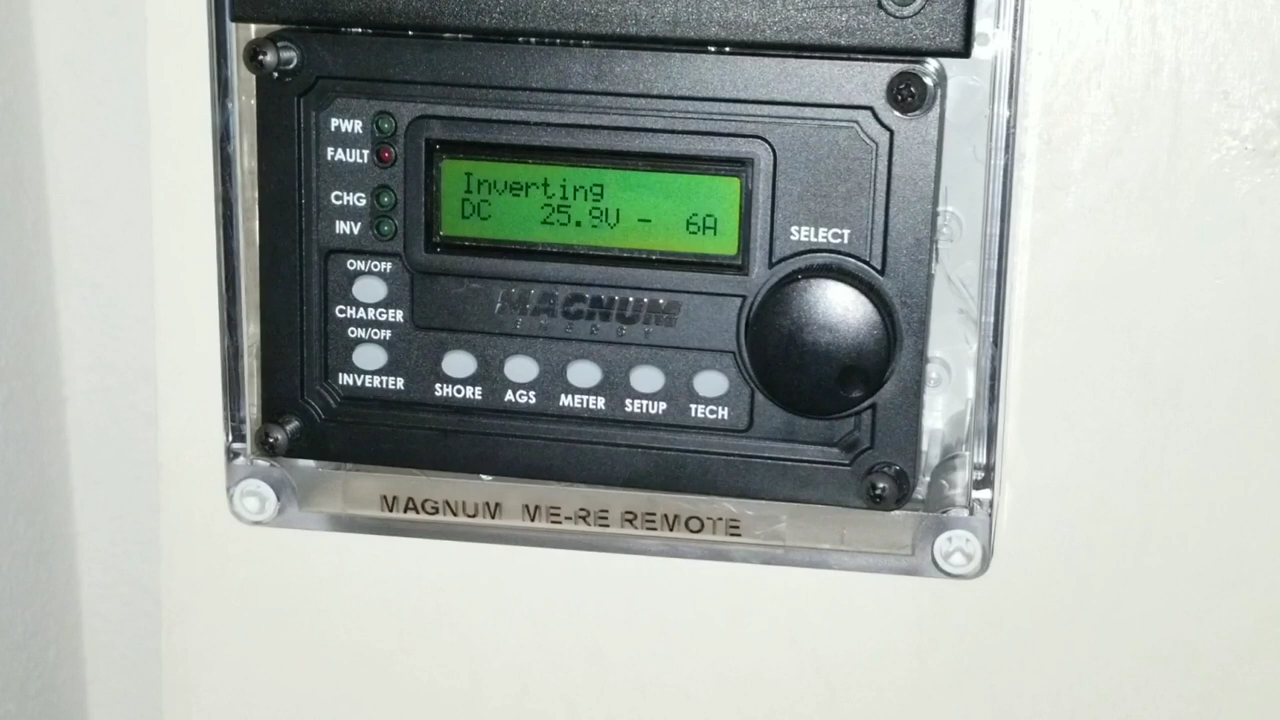 PWR
FAULT
CHG
INV
Inverting
DC 25.9V - 6A
SELECT
ON/OFF
CHARGER
ON/OFF
INVERTER
MAGNUM
ENERGY
SHORE
AGS
METER
SETUP
TECH
MAGNUM ME-RE REMOTE